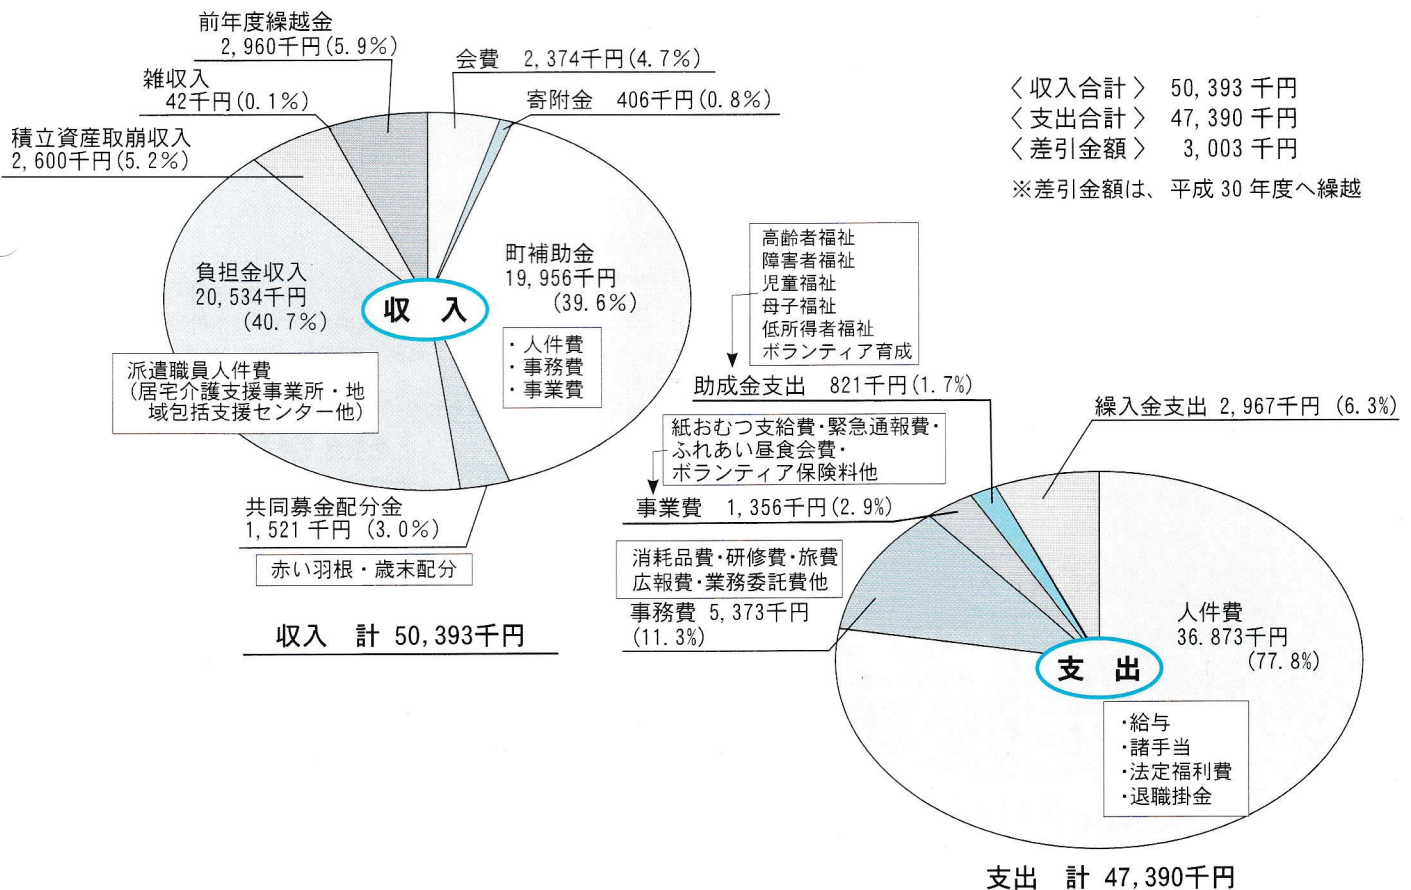 前年度繰越金
2,960千円(5.9%)
会費 2,374千円(4.7%)
雑収入
42千円(0.1%)
寄附金 406千円(0.8%)
積立資産取崩収入
2,600千円(5.2%)
〈収入合計〉 50,393千円
〈支出合計〉 47,390千円
〈差引金額〉 3,003千円
※差引金額は、平成30年度へ繰越
負担金収入
20,534千円
(40.7%)
派遣職員人件費
(居宅介護支援事業所・地
域包括支援センター他)
収 入
町補助金
19,956千円
(39.6%)
・人件費
・事務費
・事業費
共同募金配分金
1,521千円 (3.0%)
赤い羽根・歳末配分
収入 計 50,393千円
高齢者福祉
障害者福祉
児童福祉
母子福祉
低所得者福祉
ボランティア育成
助成金支出 821千円(1.7%)
繰入金支出 2,967千円 (6.3%)
紙おむつ支給費・緊急通報費・
ふれあい昼食会費・
ボランティア保険料他
事業費 1,356千円(2.9%)
消耗品費・研修費・旅費
広報費・業務委託費他
事務費 5,373千円
(11.3%)
支 出
人件費
36.873千円
(77.8%)
・給与
・諸手当
・法定福利費
・退職掛金
支出 計 47,390千円